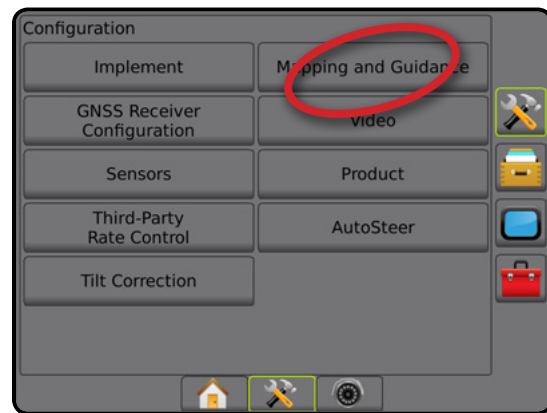 Configuration
Implement
Mapping and Guidance
GNSS Receiver
Configuration
Video
Sensors
Product
Third-Party
Rate Control
AutoSteer
Tilt Correction